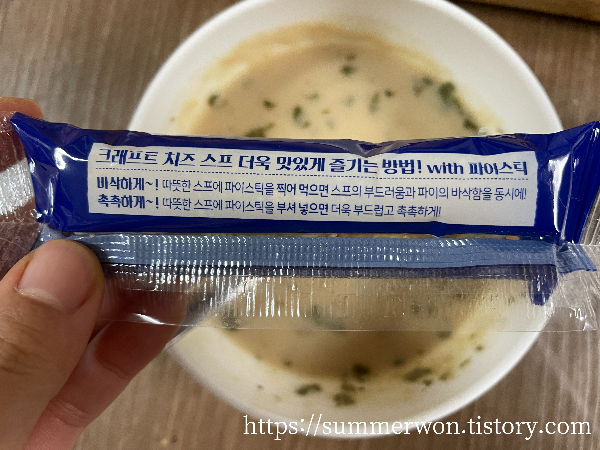 크래프트 치즈 스프 더욱 맛있게 즐기는 방법! with 파이스틱
바삭하게~! 따뜻한 스프에 파이스틱을 찍어 먹으면 스프의 부드러움과 파이의 바삭함을 동시에!
촉촉하게~! 따뜻한 스프에 파이스틱을 부셔 넣으면 더욱 부드럽고 촉촉하게!
https://summerwon.tistory.com